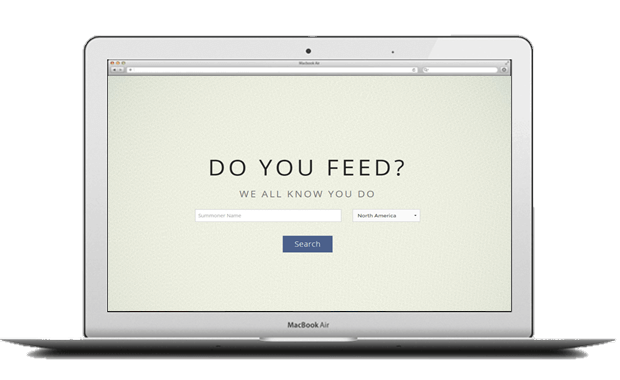 Macbook Air
DO YOU FEED?
WE ALL KNOW YOU DO
Summoner Name
North America
Search
MacBook Air